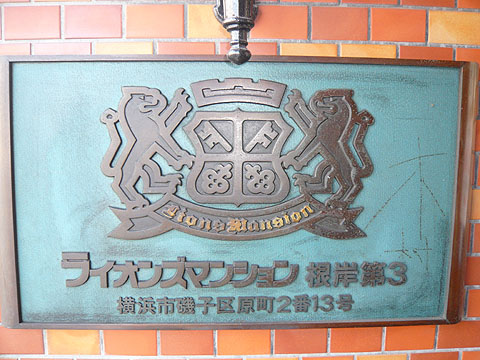 Lions Mansion
ライオンズマンション 根岸第3
横浜市磯子区原町2番13号